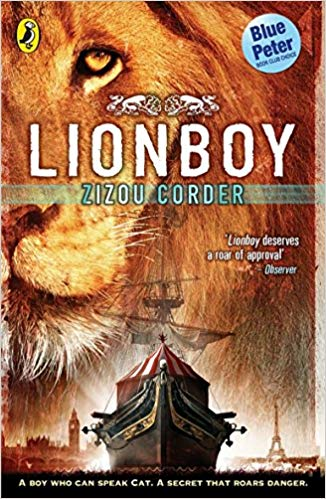 Blue
Peter
BOOK CLUB CHOICE
LIONBOY
ZIZOU CORDER
'Lionboy deserves
a roar of approval'
Observer
A BOY WHO CAN SPEAK CAT. A SECRET THAT ROARS DANGER.